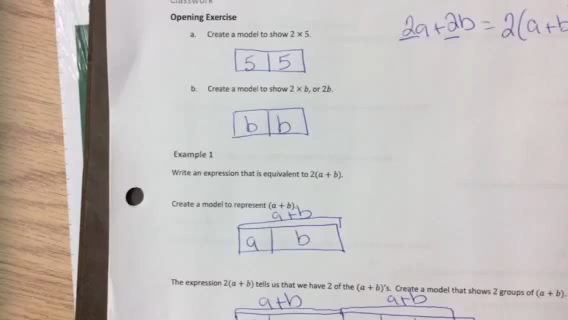 Classwork
Opening Exercise
2a+2b=2(a+b
a. Create a model to show 2 × 5.
5 5
b. Create a model to show 2 × b, or 2b.
b b
Example 1
Write an expression that is equivalent to 2(a + b).
Create a model to represent (a + b).
a+b
a b
The expression 2(a + b) tells us that we have 2 of the (a + b)'s. Create a model that shows 2 groups of (a + b).
a+b a+b